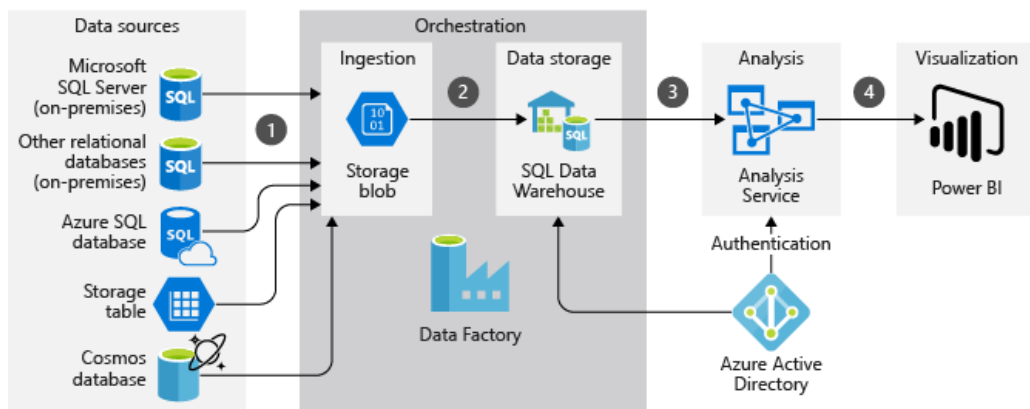 Data sources
Microsoft
SQL Server
(on-premises)
SQL
Other relational
databases
(on-premises)
SQL
Azure SQL
database
SQL
Storage
table
Cosmos
database
1
Orchestration
Ingestion
10
01
Storage
blob
2
Data storage
SQL
SQL Data
Warehouse
Data Factory
3
Analysis
Analysis
Service
Authentication
Azure Active
Directory
4
Visualization
Power BI